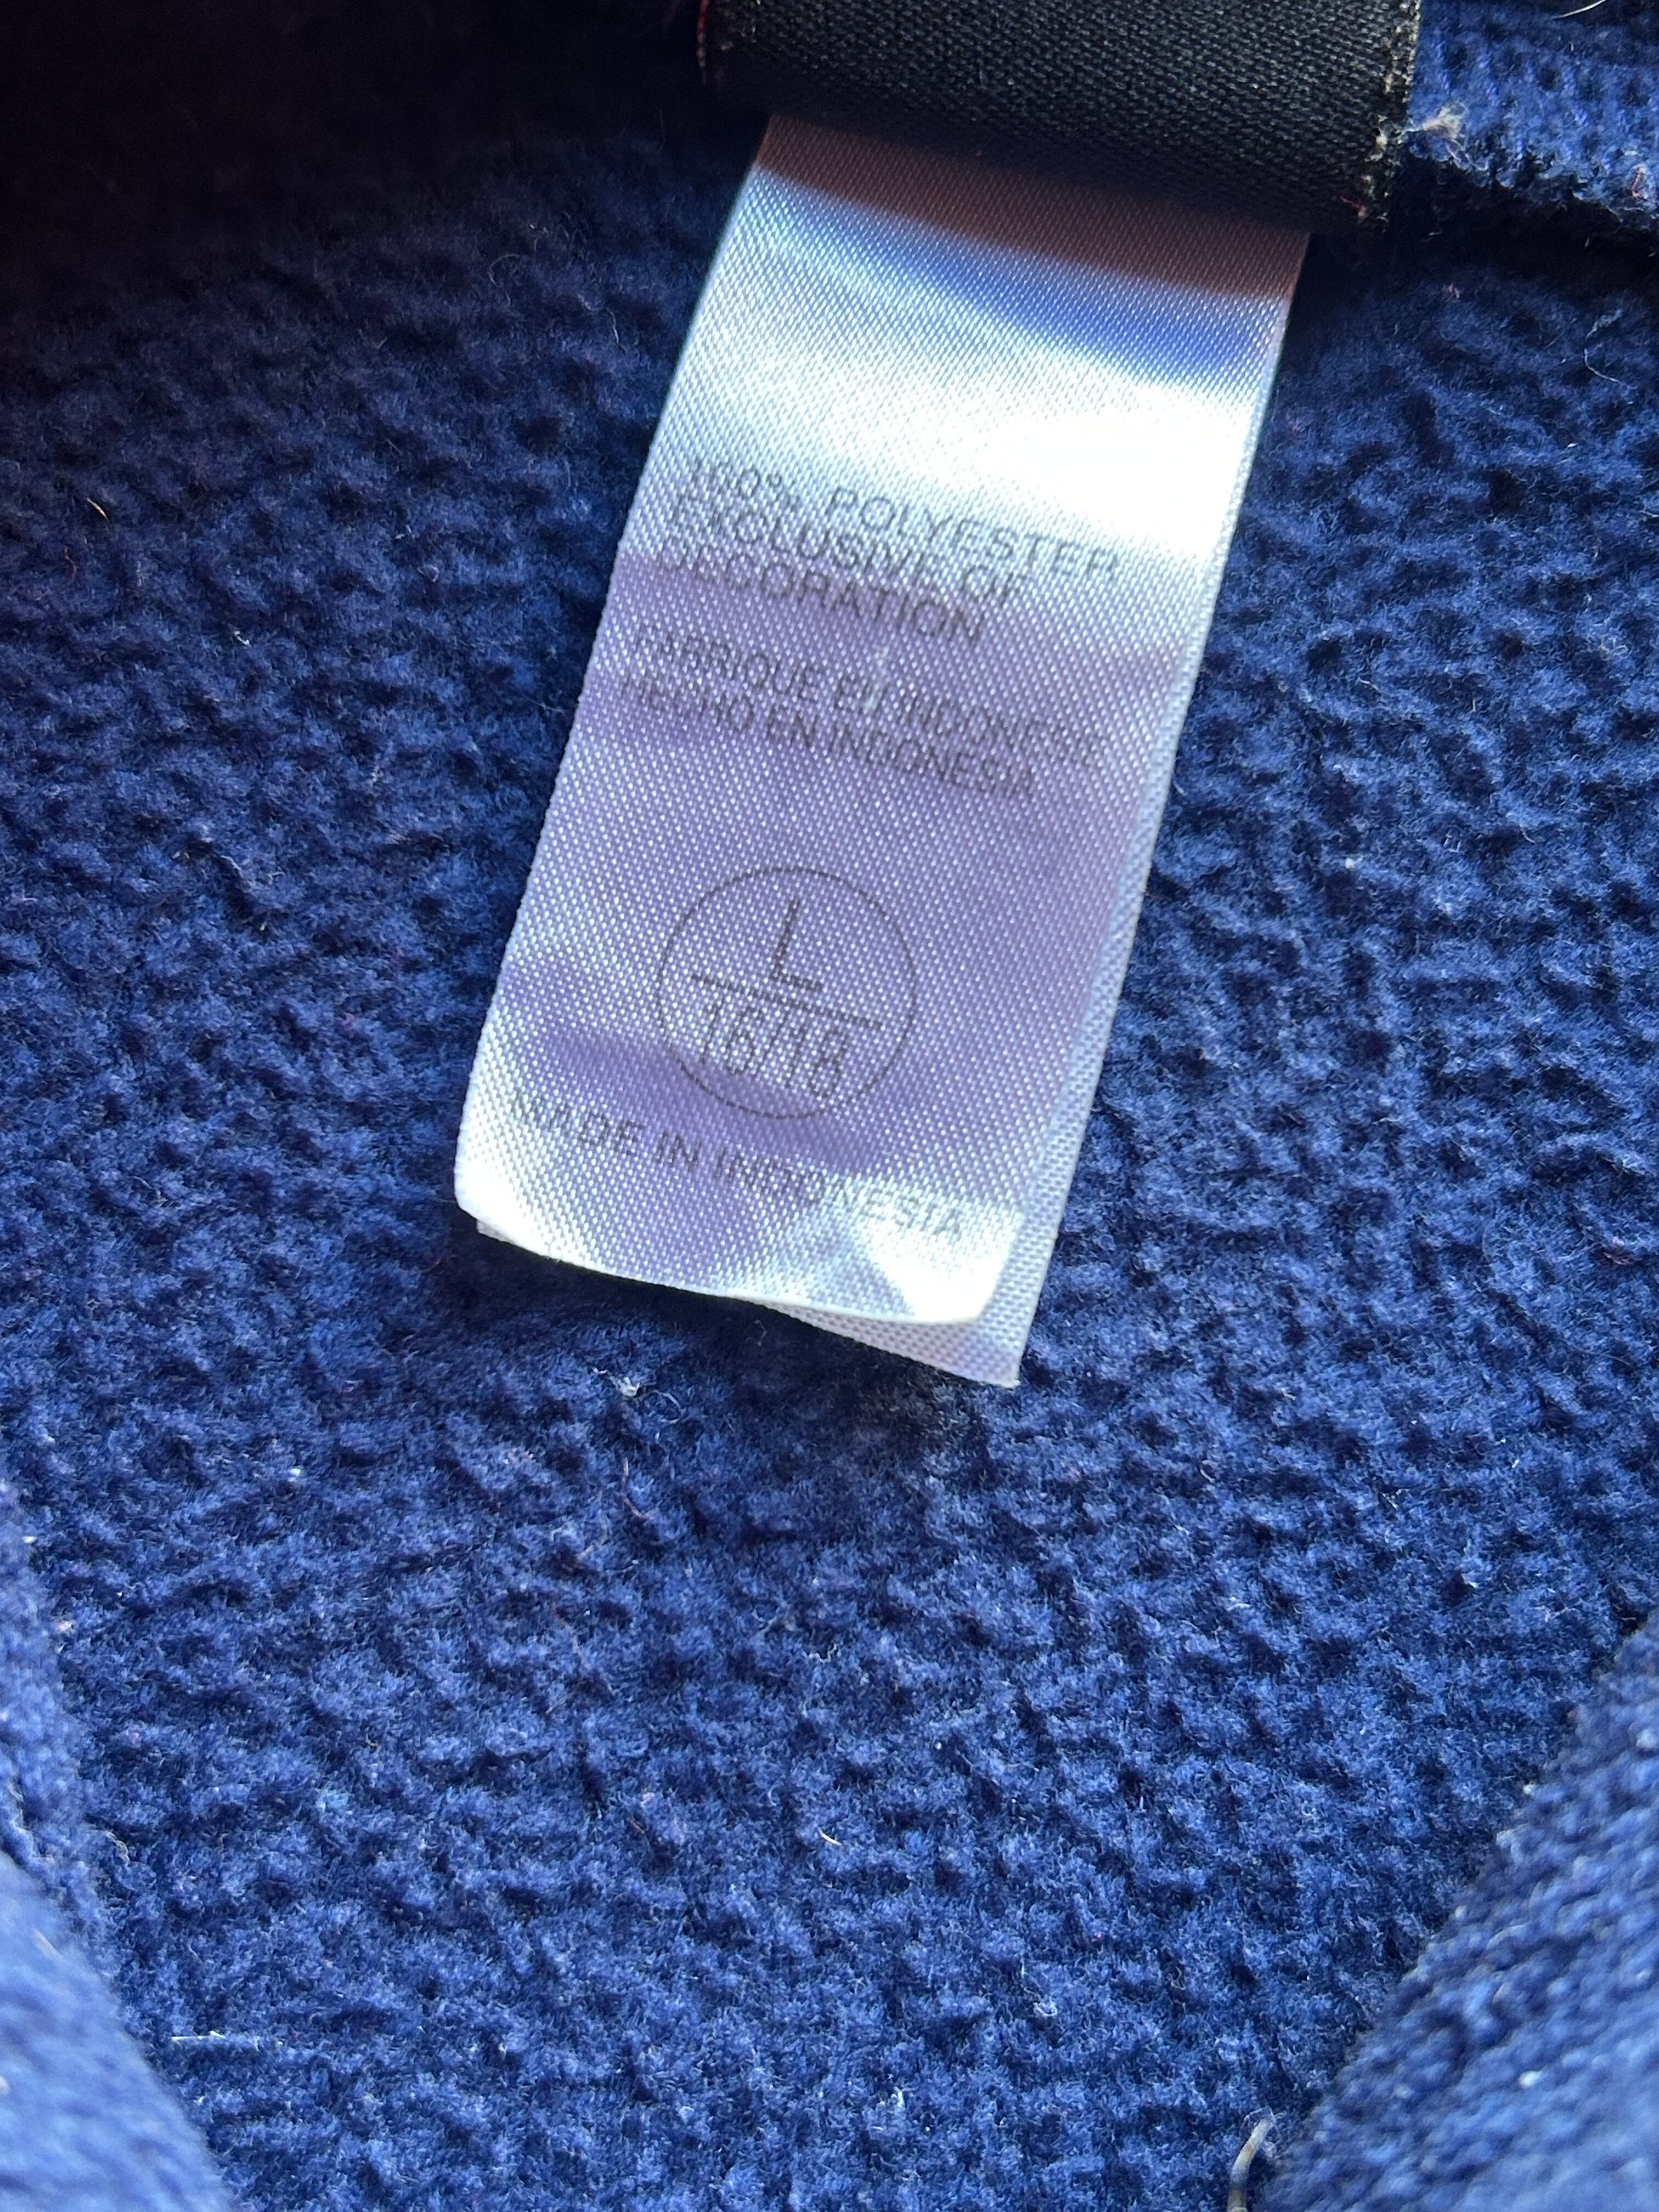 100% POLYESTER
EXCLUSIVE OF
DECORATION
FABRIQUE EN INDONESIE
HECHO EN INDONESIA
L
16/18
MADE IN INDONESIA